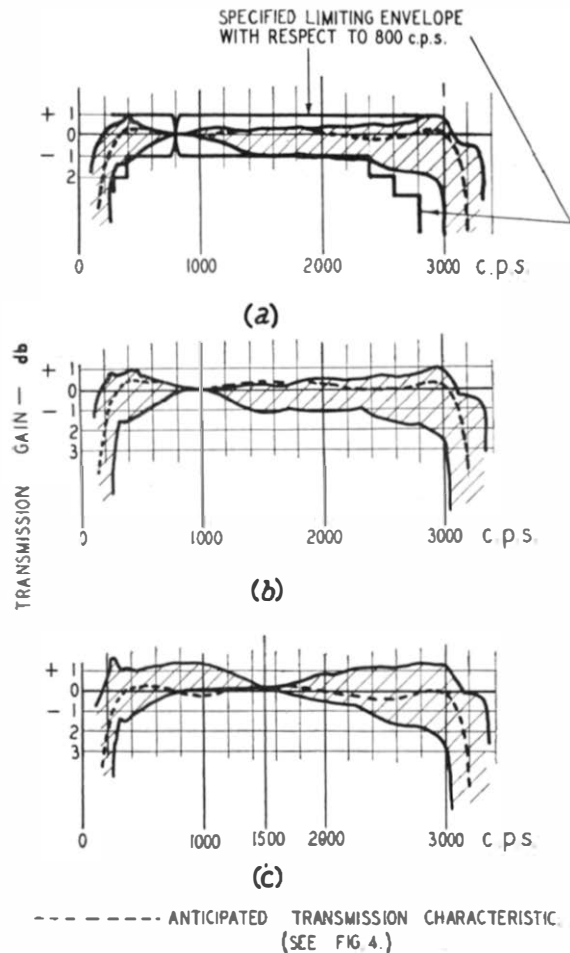 SPECIFIED LIMITING ENVELOPE
WITH RESPECT TO 800 c.p.s.
+ 1
0
- 1
2
0 1000 2000 3000 c.p.s.
(a)
TRANSMISSION GAIN — db
+ 1
0
- 1
2
3
0 1000 2000 3000 c.p.s.
(b)
+ 1
0
- 1
2
3
0 1000 1500 2000 3000 c.p.s.
(c)
ANTICIPATED TRANSMISSION CHARACTERISTIC
(SEE FIG. 4.)